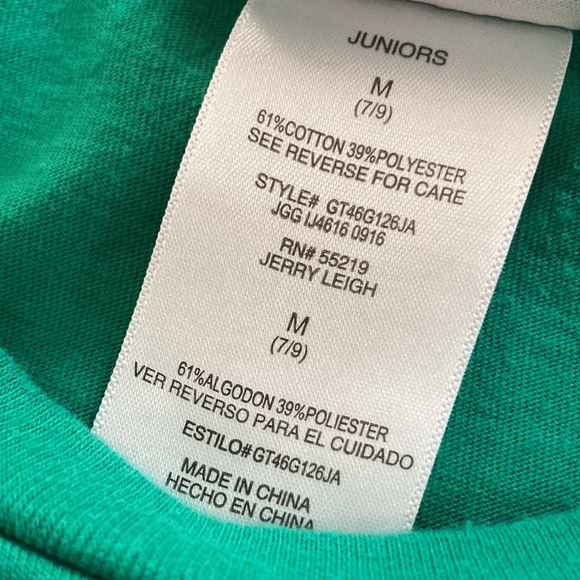 JUNIORS
M
(7/9)
61%COTTON 39%POLYESTER
SEE REVERSE FOR CARE
STYLE# GT46G126JA
JGG IJ4616 0916
RN# 55219
JERRY LEIGH
M
(7/9)
61%ALGODON 39%POLIESTER
VER REVERSO PARA EL CUIDADO
ESTILO#GT46G126JA
MADE IN CHINA
HECHO EN CHINA